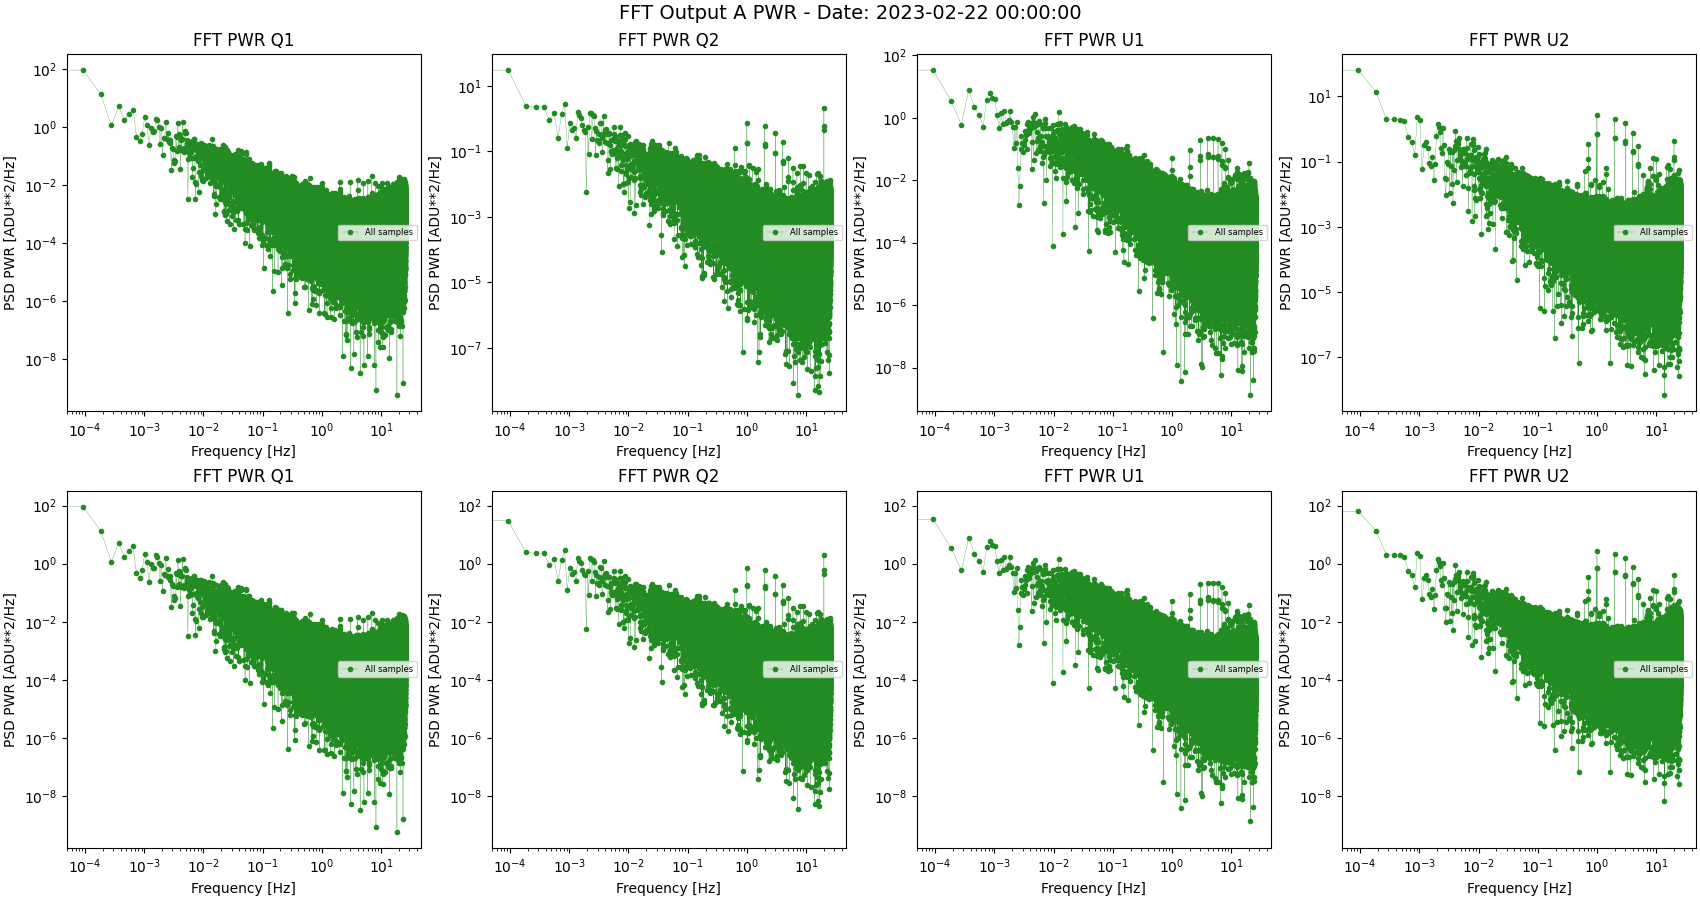 FFT Output A PWR - Date: 2023-02-22 00:00:00
FFT PWR Q1
PSD PWR [ADU**2/Hz]
10^2
10^0
10^-2
10^-4
10^-6
10^-8
All samples
10^-4 10^-3 10^-2 10^-1 10^0 10^1
Frequency [Hz]
FFT PWR Q2
PSD PWR [ADU**2/Hz]
10^1
10^-1
10^-3
10^-5
10^-7
All samples
10^-4 10^-3 10^-2 10^-1 10^0 10^1
Frequency [Hz]
FFT PWR U1
PSD PWR [ADU**2/Hz]
10^2
10^0
10^-2
10^-4
10^-6
10^-8
All samples
10^-4 10^-3 10^-2 10^-1 10^0 10^1
Frequency [Hz]
FFT PWR U2
PSD PWR [ADU**2/Hz]
10^1
10^-1
10^-3
10^-5
10^-7
All samples
10^-4 10^-3 10^-2 10^-1 10^0 10^1
Frequency [Hz]
FFT PWR Q1
PSD PWR [ADU**2/Hz]
10^2
10^0
10^-2
10^-4
10^-6
10^-8
All samples
10^-4 10^-3 10^-2 10^-1 10^0 10^1
Frequency [Hz]
FFT PWR Q2
PSD PWR [ADU**2/Hz]
10^2
10^0
10^-2
10^-4
10^-6
10^-8
All samples
10^-4 10^-3 10^-2 10^-1 10^0 10^1
Frequency [Hz]
FFT PWR U1
PSD PWR [ADU**2/Hz]
10^2
10^0
10^-2
10^-4
10^-6
10^-8
All samples
10^-4 10^-3 10^-2 10^-1 10^0 10^1
Frequency [Hz]
FFT PWR U2
PSD PWR [ADU**2/Hz]
10^2
10^0
10^-2
10^-4
10^-6
10^-8
All samples
10^-4 10^-3 10^-2 10^-1 10^0 10^1
Frequency [Hz]